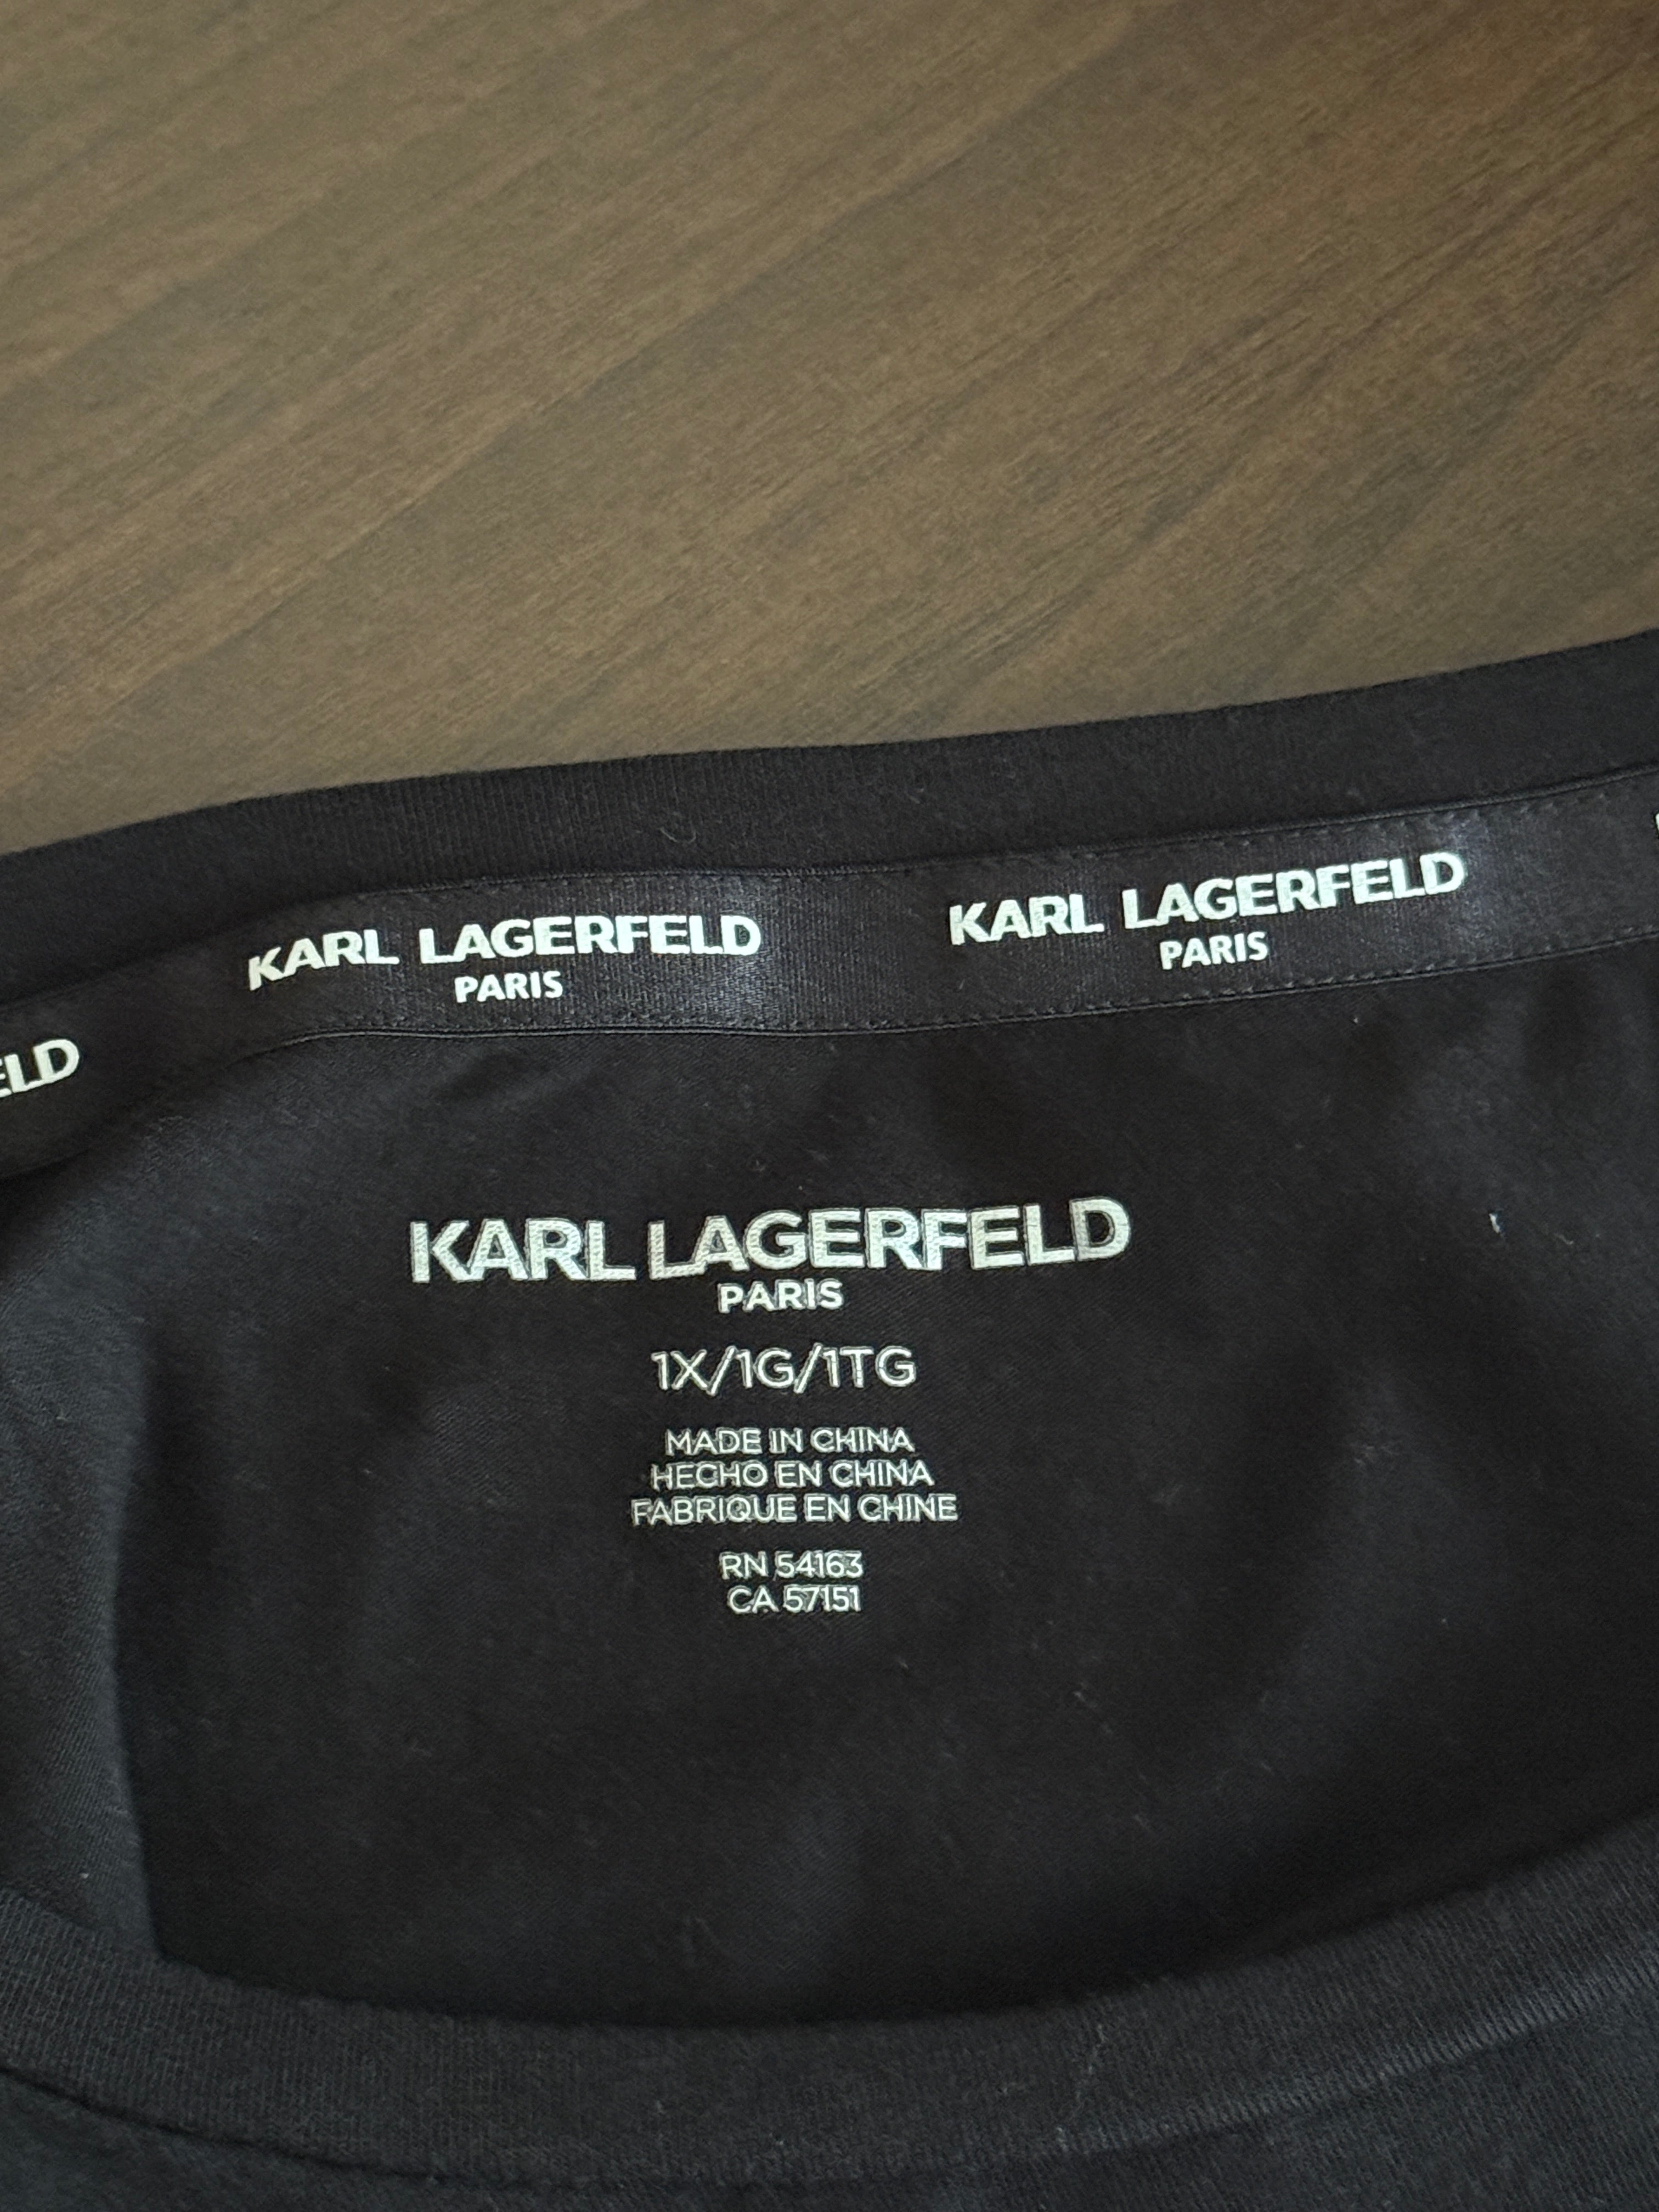 KARL LAGERFELD
PARIS
KARL LAGERFELD
PARIS
ELD
KARL LAGERFELD
PARIS
1X/1G/1TG
MADE IN CHINA
HECHO EN CHINA
FABRIQUE EN CHINE
RN 54163
CA 57151